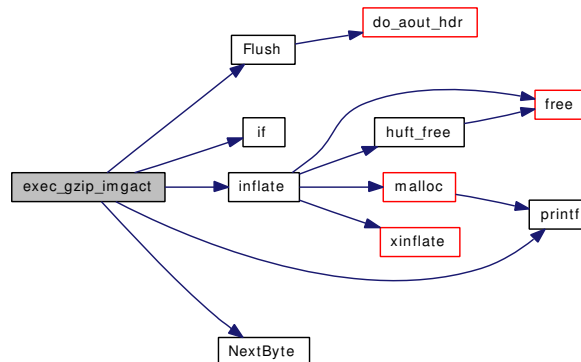 do_aout_hdr
Flush
free
if
huft_free
exec_gzip_imgact
inflate
malloc
printf
xinflate
NextByte